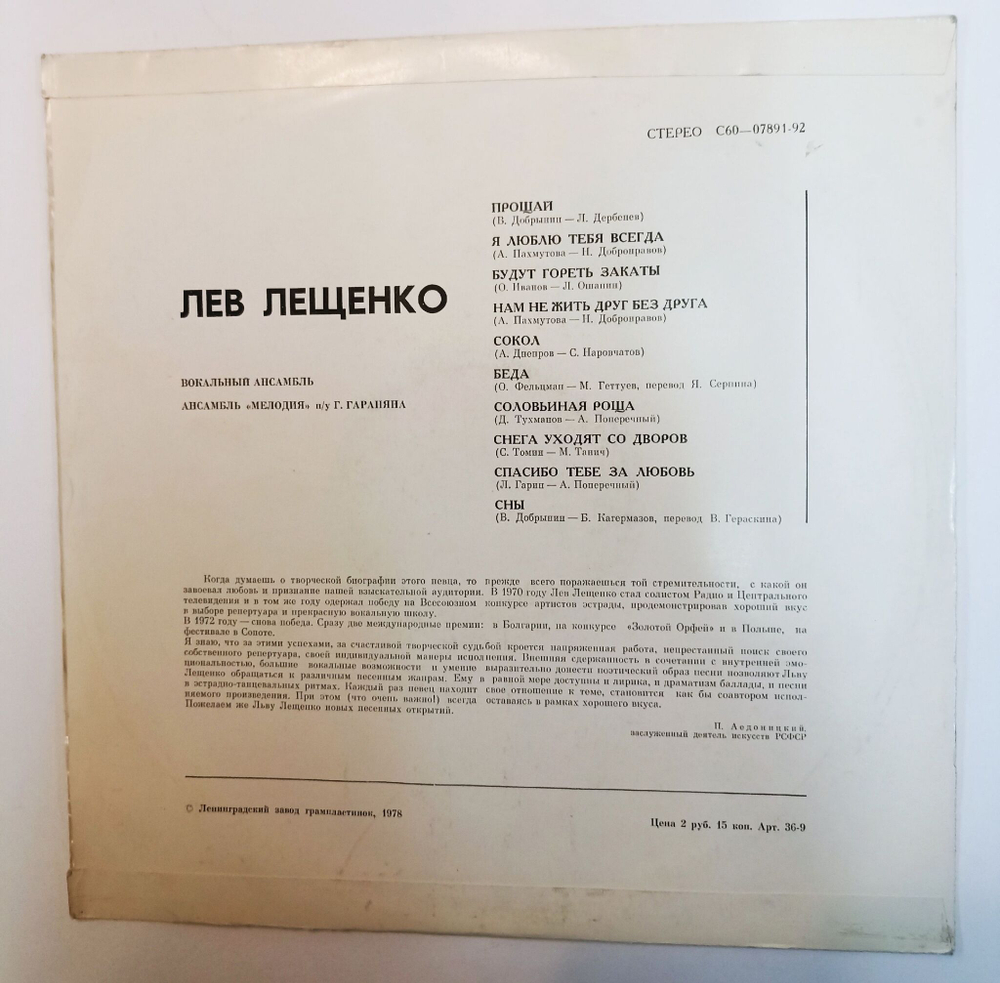 СТЕРЕО С60—07891-92
ПРОЩАЙ
(В. Добрынин — Л. Дербенев)
Я ЛЮБЛЮ ТЕБЯ ВСЕГДА
(А. Пахмутова — Н. Добронравов)
БУДУТ ГОРЕТЬ ЗАКАТЫ
(О. Иванов — Л. Ошанин)
НАМ НЕ ЖИТЬ ДРУГ БЕЗ ДРУГА
(А. Пахмутова — Н. Добронравов)
СОКОЛ
(А. Днепров — С. Наровчатов)
БЕДА
(О. Фельцман — М. Геттуев, перевод Я. Серпина)
СОЛОВЬИНАЯ РОЩА
(Д. Тухманов — А. Поперечный)
СНЕГА УХОДЯТ СО ДВОРОВ
(С. Томин — М. Танич)
СПАСИБО ТЕБЕ ЗА ЛЮБОВЬ
(Л. Гарин — А. Поперечный)
СНЫ
(В. Добрынин — Б. Кагермазов, перевод В. Гераскина)
ЛЕВ ЛЕЩЕНКО
ВОКАЛЬНЫЙ АНСАМБЛЬ
АНСАМБЛЬ «МЕЛОДИЯ» п/у Г. ГАРАНЯНА
Когда думаешь о творческой биографии этого певца, то прежде всего поражаешься той стремительности, с какой он
завоевал любовь и признание нашей взыскательной аудитории. В 1970 году Лев Лещенко стал солистом Радио и Центрального
телевидения и в том же году одержал победу на Всесоюзном конкурсе артистов эстрады, продемонстрировав хороший вкус
в выборе репертуара и прекрасную вокальную школу.
В 1972 году — снова победа. Сразу две международные премии: в Болгарии, на конкурсе «Золотой Орфей» и в Польше, на
фестивале в Сопоте.
Я знаю, что за этими успехами, за счастливой творческой судьбой кроется напряженная работа, непрестанный поиск своего
собственного репертуара, своей индивидуальной манеры исполнения. Внешняя сдержанность в сочетании с внутренней эмо-
циональностью, большие вокальные возможности и умение выразительно донести поэтический образ песни позволяют Льву
Лещенко обращаться к различным песенным жанрам. Ему в равной мере доступны и лирика, и драматизм баллады, и песни
в эстрадно-танцевальных ритмах. Каждый раз певец находит свое отношение к теме, становится как бы соавтором испол-
няемого произведения. При этом (что очень важно!) всегда оставаясь в рамках хорошего вкуса.
Пожелаем же Льву Лещенко новых песенных открытий.
П. Аедоницкий,
заслуженный деятель искусств РСФСР
© Ленинградский завод грампластинок, 1978
Цена 2 руб. 15 коп. Арт. 36-9